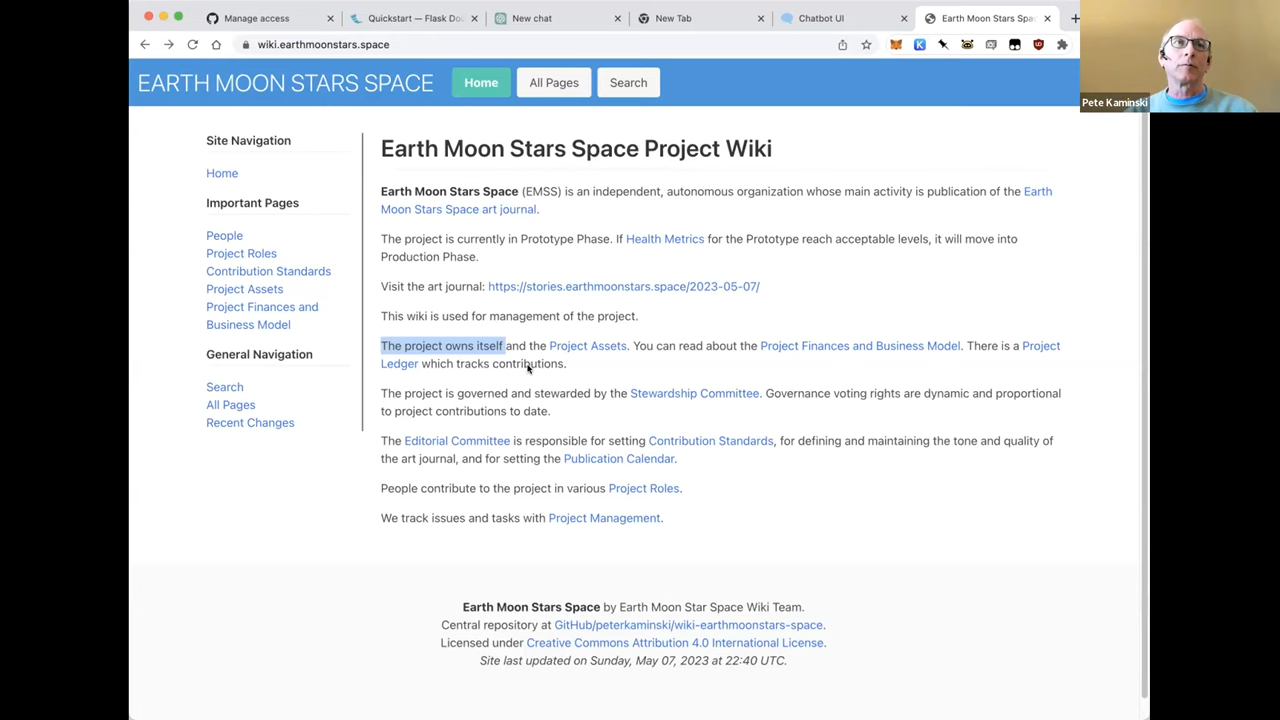 Manage access
Quickstart — Flask Do
New chat
New Tab
Chatbot UI
Earth Moon Stars Spa
wiki.earthmoonstars.space
Pete Kaminski
EARTH MOON STARS SPACE
Home
All Pages
Search
Site Navigation
Home
Important Pages
People
Project Roles
Contribution Standards
Project Assets
Project Finances and
Business Model
General Navigation
Search
All Pages
Recent Changes
Earth Moon Stars Space Project Wiki
Earth Moon Stars Space (EMSS) is an independent, autonomous organization whose main activity is publication of the Earth
Moon Stars Space art journal.
The project is currently in Prototype Phase. If Health Metrics for the Prototype reach acceptable levels, it will move into
Production Phase.
Visit the art journal: https://stories.earthmoonstars.space/2023-05-07/
This wiki is used for management of the project.
The project owns itself and the Project Assets. You can read about the Project Finances and Business Model. There is a Project
Ledger which tracks contributions.
The project is governed and stewarded by the Stewardship Committee. Governance voting rights are dynamic and proportional
to project contributions to date.
The Editorial Committee is responsible for setting Contribution Standards, for defining and maintaining the tone and quality of
the art journal, and for setting the Publication Calendar.
People contribute to the project in various Project Roles.
We track issues and tasks with Project Management.
Earth Moon Stars Space by Earth Moon Star Space Wiki Team.
Central repository at GitHub/peterkaminski/wiki-earthmoonstars-space.
Licensed under Creative Commons Attribution 4.0 International License.
Site last updated on Sunday, May 07, 2023 at 22:40 UTC.